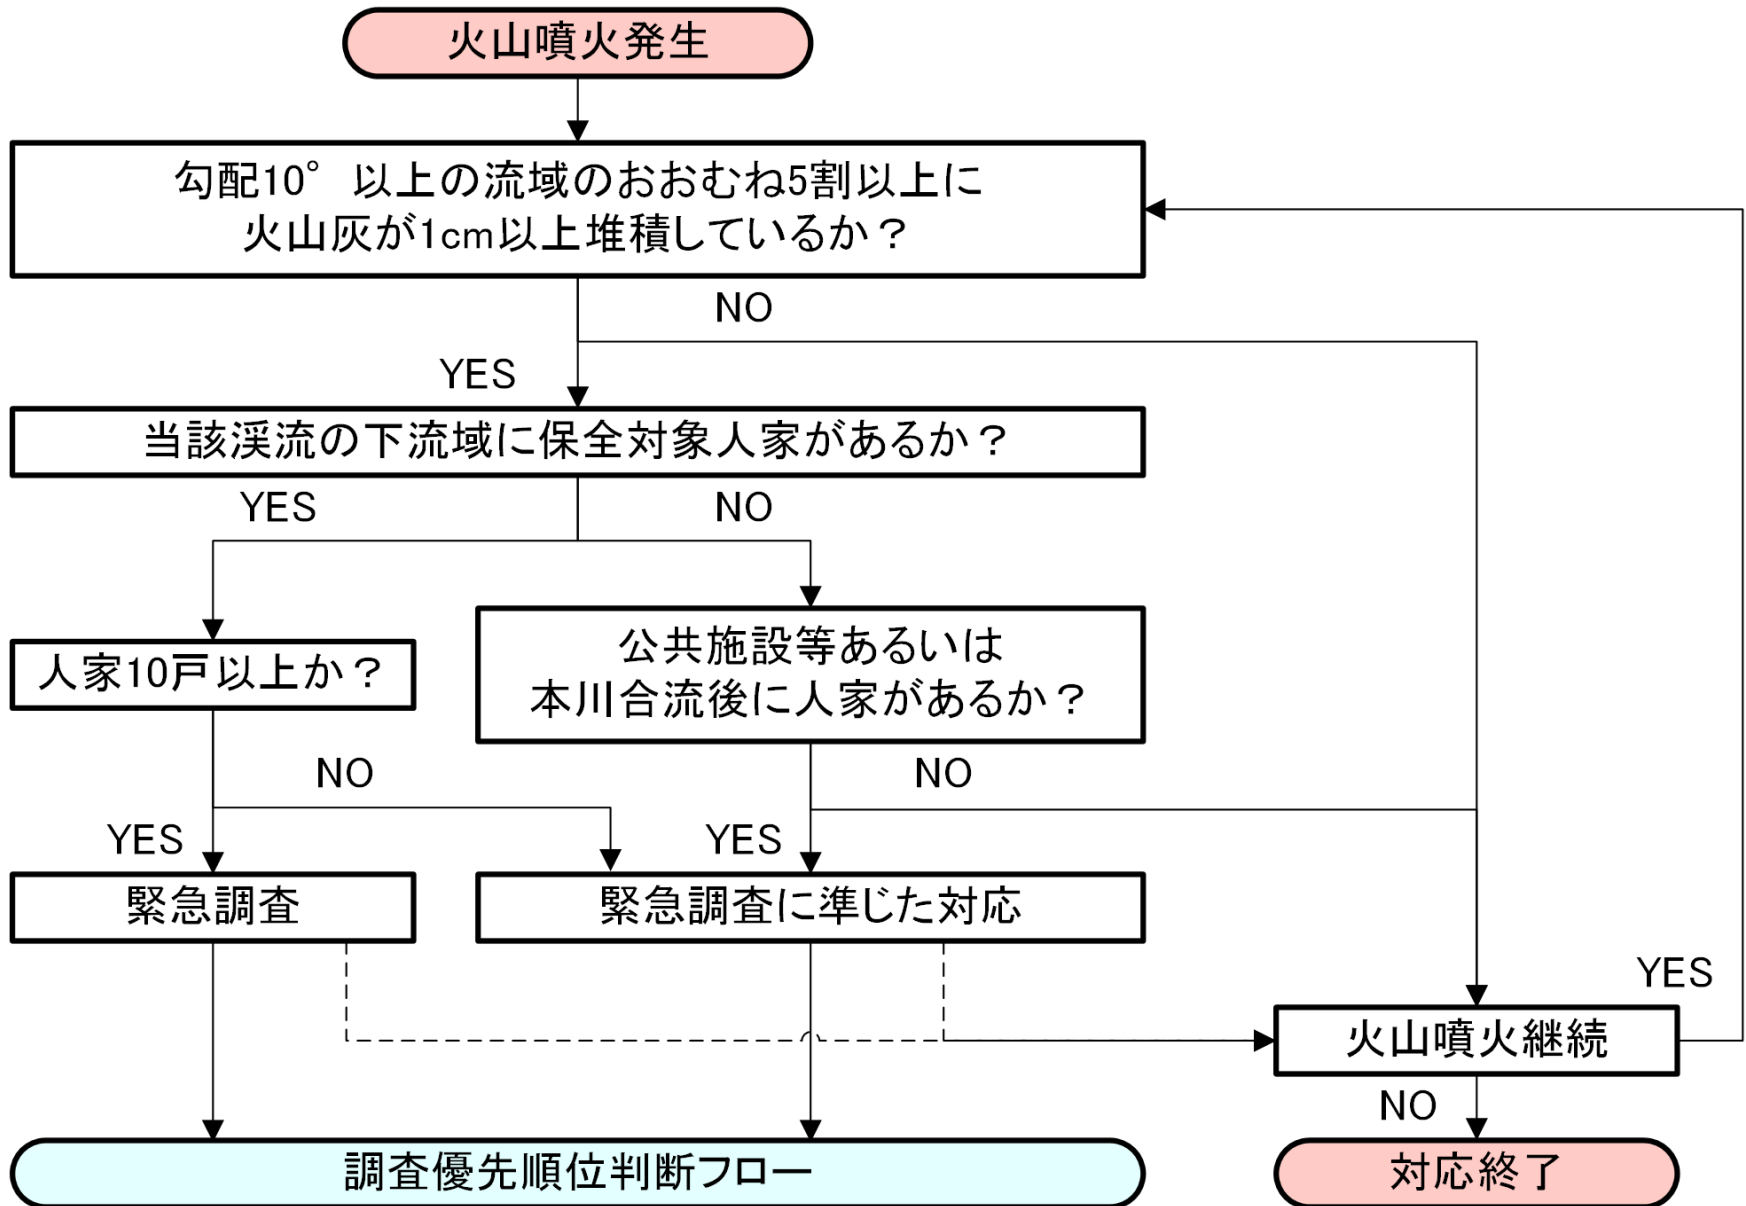 火山噴火発生
勾配10°以上の流域のおおむね5割以上に
火山灰が1cm以上堆積しているか？
NO
YES
当該渓流の下流域に保全対象人家があるか？
YES
NO
人家10戸以上か？
公共施設等あるいは
本川合流後に人家があるか？
NO
NO
YES
YES
緊急調査
緊急調査に準じた対応
YES
火山噴火継続
NO
調査優先順位判断フロー
対応終了